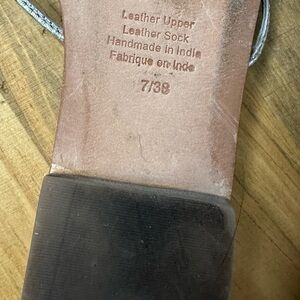 Leather Upper
Leather Sock
Handmade in India
Fabrique en Inde
7/38